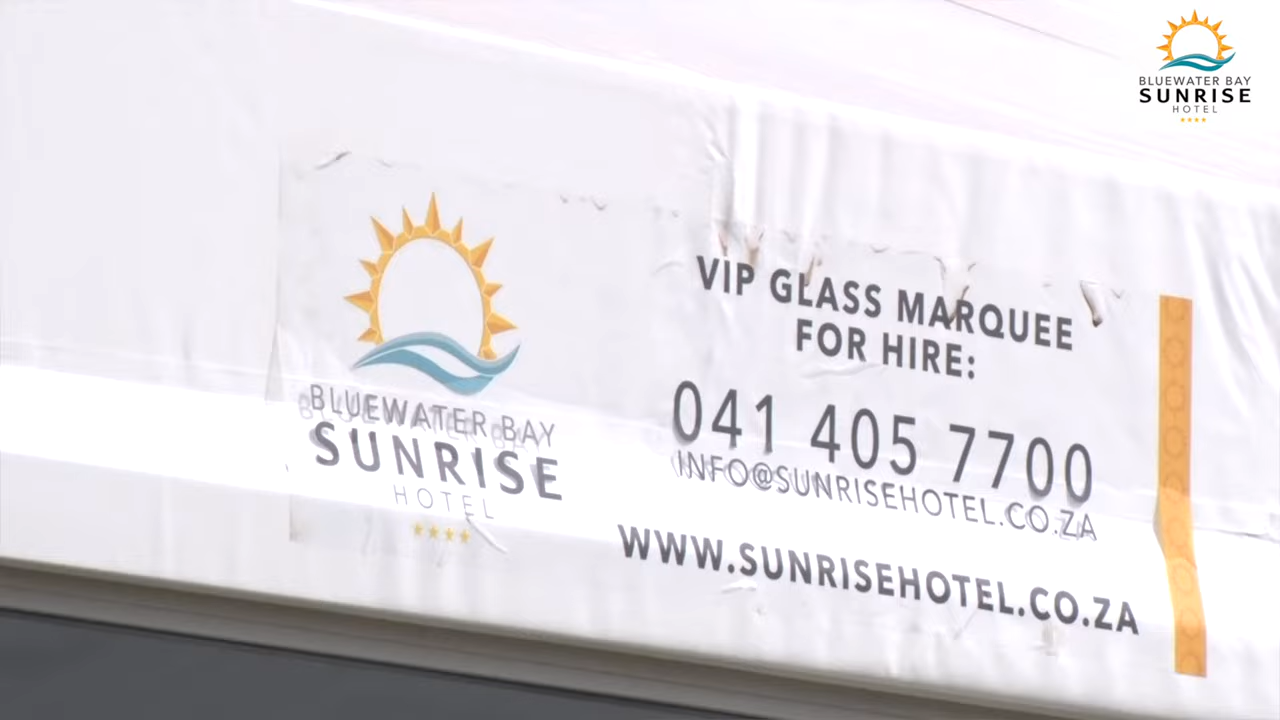 BLUEWATER BAY
SUNRISE
HOTEL
BLUEWATER BAY
SUNRISE
HOTEL
VIP GLASS MARQUEE
FOR HIRE:
041 405 7700
INFO@SUNRISEHOTEL.CO.ZA
WWW.SUNRISEHOTEL.CO.ZA